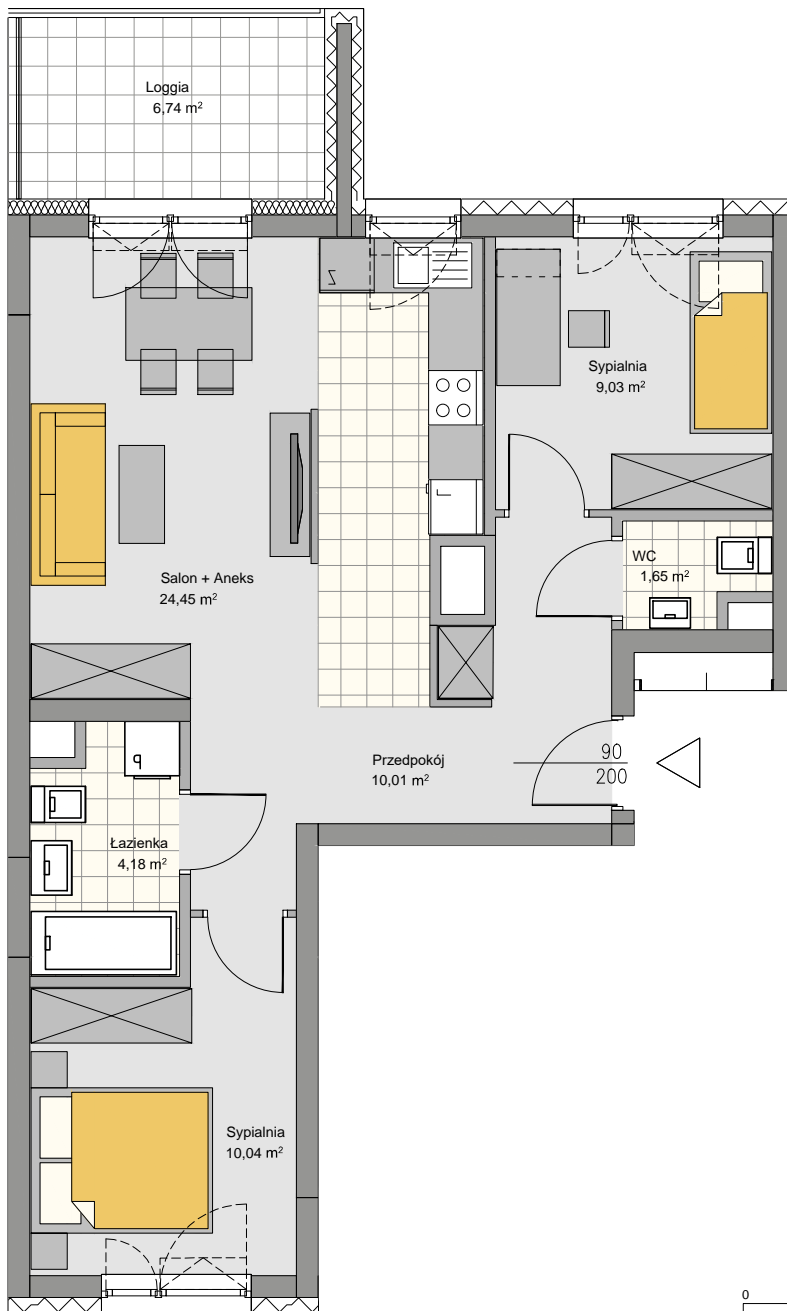 Loggia
6,74 m²
Z
Sypialnia
9,03 m²
WC
1,65 m²
Salon + Aneks
24,45 m²
Przedpokój
10,01 m²
90
200
P
Łazienka
4,18 m²
Sypialnia
10,04 m²
0